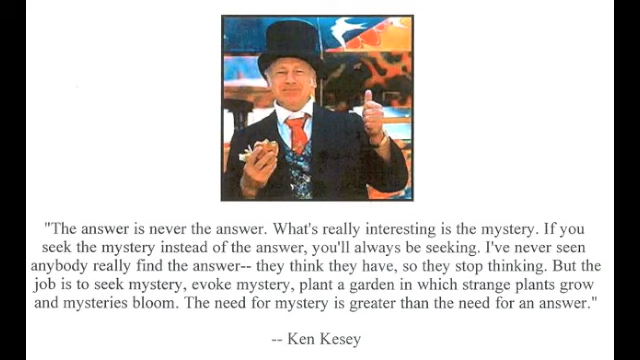 "The answer is never the answer. What's really interesting is the mystery. If you
seek the mystery instead of the answer, you'll always be seeking. I've never seen
anybody really find the answer-- they think they have, so they stop thinking. But the
job is to seek mystery, evoke mystery, plant a garden in which strange plants grow
and mysteries bloom. The need for mystery is greater than the need for an answer."
-- Ken Kesey